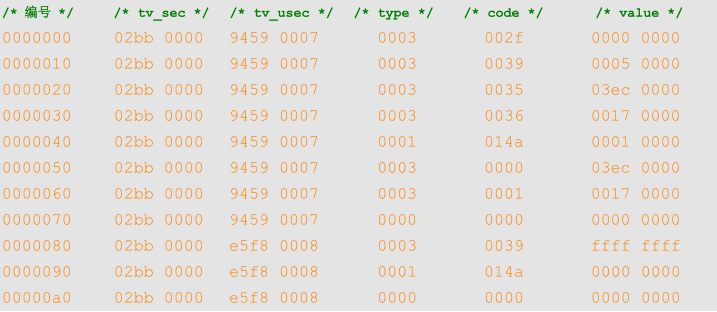 /* 编号 */ /* tv_sec */ /* tv_usec */ /* type */ /* code */ /* value */
0000000 02bb 0000 9459 0007 0003 002f 0000 0000
0000010 02bb 0000 9459 0007 0003 0039 0005 0000
0000020 02bb 0000 9459 0007 0003 0035 03ec 0000
0000030 02bb 0000 9459 0007 0003 0036 0017 0000
0000040 02bb 0000 9459 0007 0001 014a 0001 0000
0000050 02bb 0000 9459 0007 0003 0000 03ec 0000
0000060 02bb 0000 9459 0007 0003 0001 0017 0000
0000070 02bb 0000 9459 0007 0000 0000 0000 0000
0000080 02bb 0000 e5f8 0008 0003 0039 ffff ffff
0000090 02bb 0000 e5f8 0008 0001 014a 0000 0000
00000a0 02bb 0000 e5f8 0008 0000 0000 0000 0000